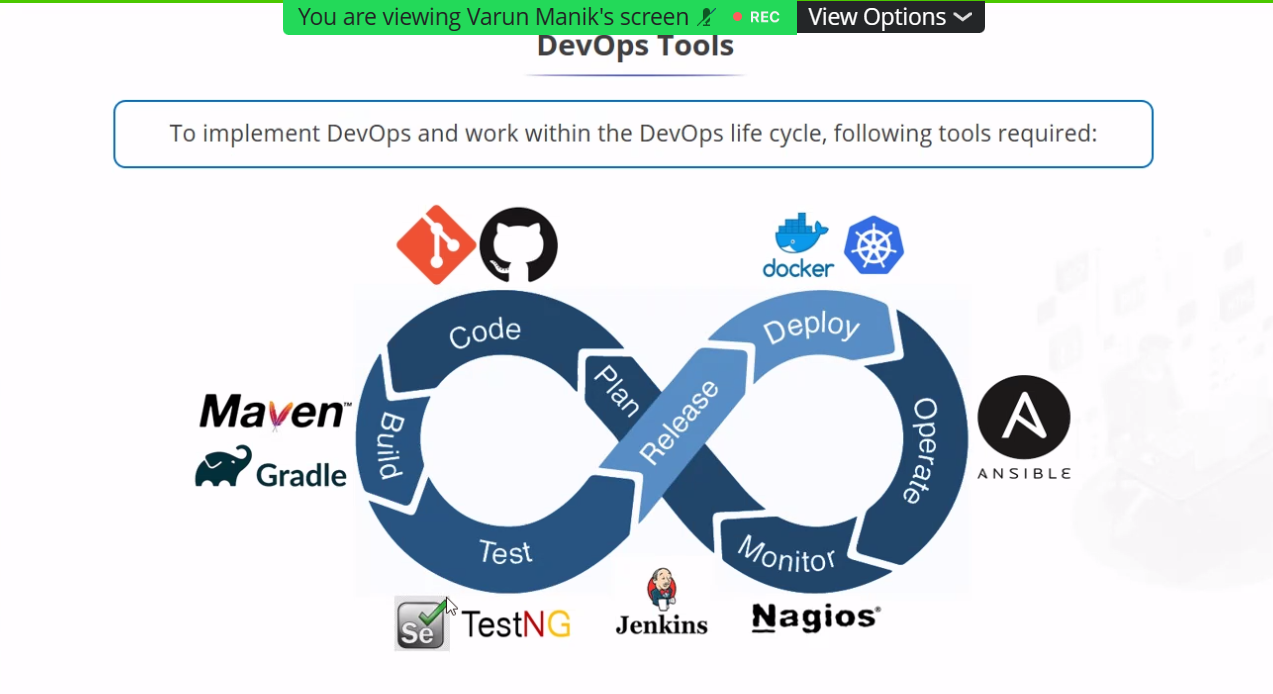 You are viewing Varun Manik's screen REC View Options
DevOps Tools
To implement DevOps and work within the DevOps life cycle, following tools required:
docker
Code
Deploy
Plan
Release
Maven™
Build
Operate
Gradle
ANSIBLE
Test
Monitor
Se
TestNG
Jenkins
Nagios®